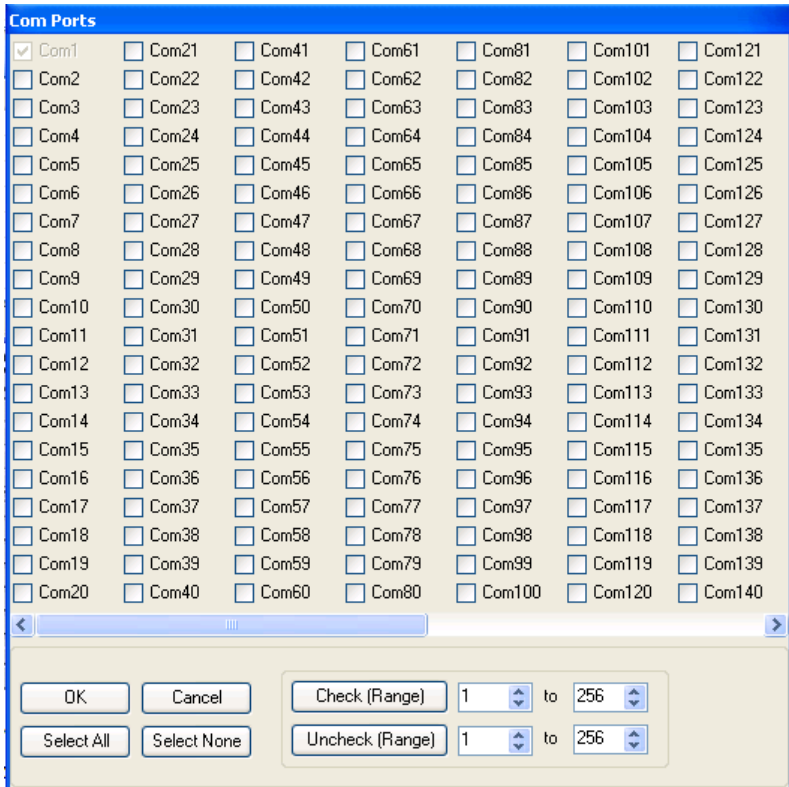 Com Ports
Com1 Com21 Com41 Com61 Com81 Com101 Com121
Com2 Com22 Com42 Com62 Com82 Com102 Com122
Com3 Com23 Com43 Com63 Com83 Com103 Com123
Com4 Com24 Com44 Com64 Com84 Com104 Com124
Com5 Com25 Com45 Com65 Com85 Com105 Com125
Com6 Com26 Com46 Com66 Com86 Com106 Com126
Com7 Com27 Com47 Com67 Com87 Com107 Com127
Com8 Com28 Com48 Com68 Com88 Com108 Com128
Com9 Com29 Com49 Com69 Com89 Com109 Com129
Com10 Com30 Com50 Com70 Com90 Com110 Com130
Com11 Com31 Com51 Com71 Com91 Com111 Com131
Com12 Com32 Com52 Com72 Com92 Com112 Com132
Com13 Com33 Com53 Com73 Com93 Com113 Com133
Com14 Com34 Com54 Com74 Com94 Com114 Com134
Com15 Com35 Com55 Com75 Com95 Com115 Com135
Com16 Com36 Com56 Com76 Com96 Com116 Com136
Com17 Com37 Com57 Com77 Com97 Com117 Com137
Com18 Com38 Com58 Com78 Com98 Com118 Com138
Com19 Com39 Com59 Com79 Com99 Com119 Com139
Com20 Com40 Com60 Com80 Com100 Com120 Com140
OK Cancel Check (Range) 1 to 256
Select All Select None Uncheck (Range) 1 to 256